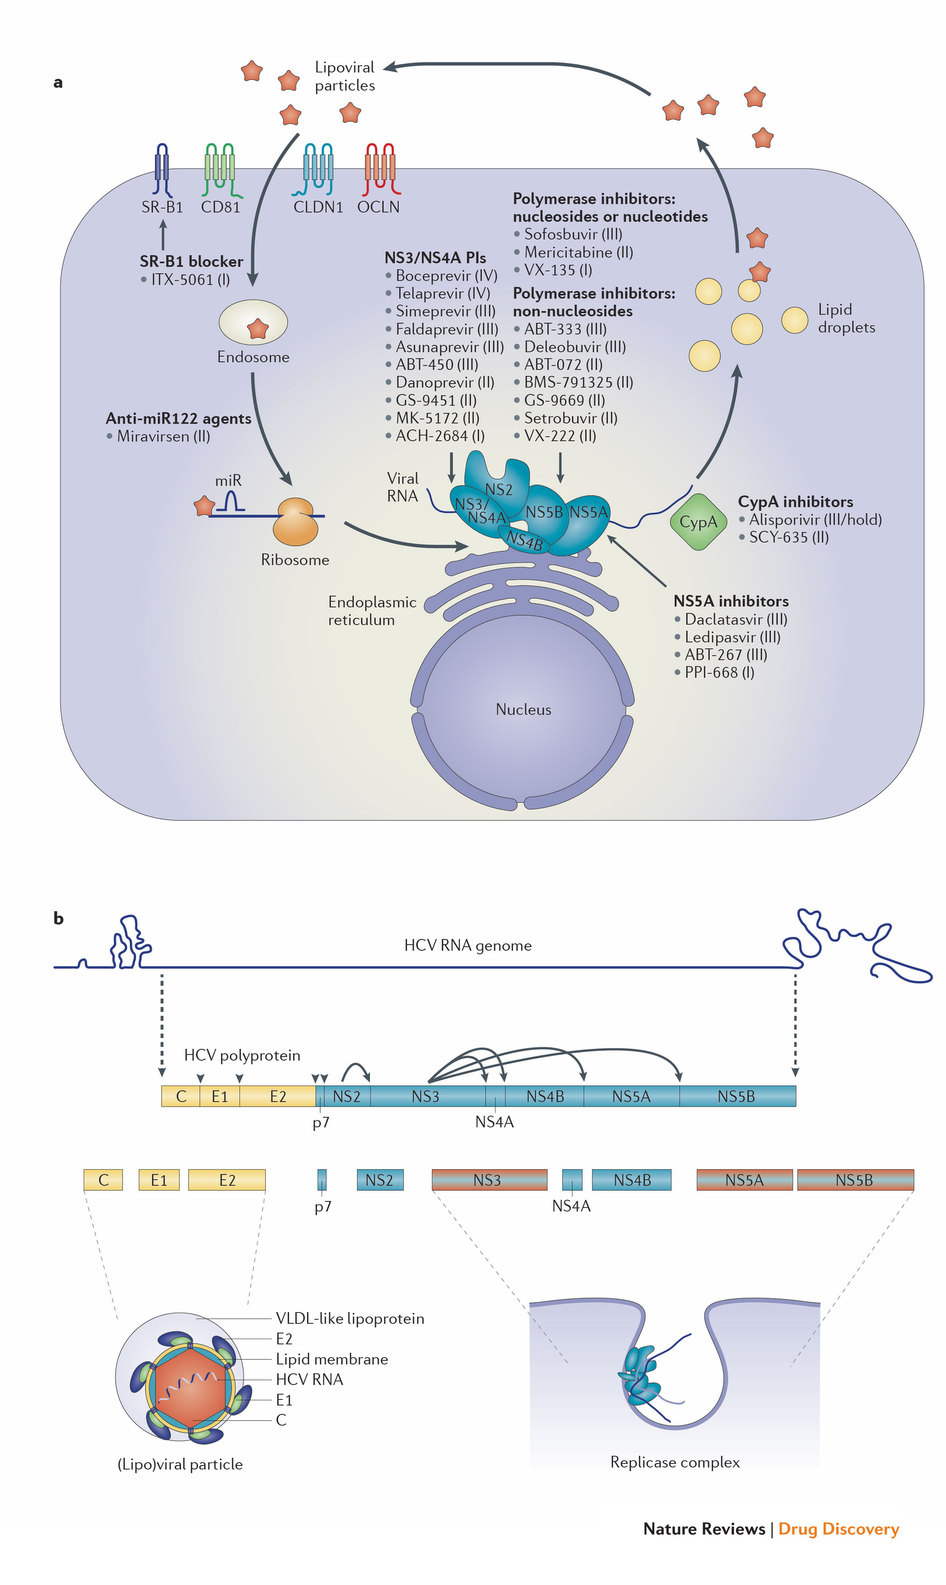 a
Lipoviral
particles
SR-B1
CD81
CLDN1
OCLN
SR-B1 blocker
• ITX-5061 (I)
Endosome
Anti-miR122 agents
• Miravirsen (II)
miR
Ribosome
NS3/NS4A PIs
• Boceprevir (IV)
• Telaprevir (IV)
• Simeprevir (III)
• Faldaprevir (III)
• Asunaprevir (III)
• ABT-450 (III)
• Danoprevir (II)
• GS-9451 (II)
• MK-5172 (II)
• ACH-2684 (I)
Polymerase inhibitors:
nucleosides or nucleotides
• Sofosbuvir (III)
• Mericitabine (II)
• VX-135 (I)
Polymerase inhibitors:
non-nucleosides
• ABT-333 (III)
• Deleobuvir (III)
• ABT-072 (II)
• BMS-791325 (II)
• GS-9669 (II)
• Setrobuvir (II)
• VX-222 (II)
Lipid
droplets
Viral
RNA
NS2
NS3/
NS4A
NS5B
NS5A
NS4B
CypA
CypA inhibitors
• Alisporivir (III/hold)
• SCY-635 (II)
Endoplasmic
reticulum
NS5A inhibitors
• Daclatasvir (III)
• Ledipasvir (III)
• ABT-267 (III)
• PPI-668 (I)
Nucleus
b
HCV RNA genome
HCV polyprotein
C
E1
E2
NS2
NS3
NS4B
NS5A
NS5B
p7
NS4A
C
E1
E2
NS2
NS3
NS4B
NS5A
NS5B
p7
NS4A
VLDL-like lipoprotein
E2
Lipid membrane
HCV RNA
E1
C
(Lipo)viral particle
Replicase complex
Nature Reviews | Drug Discovery